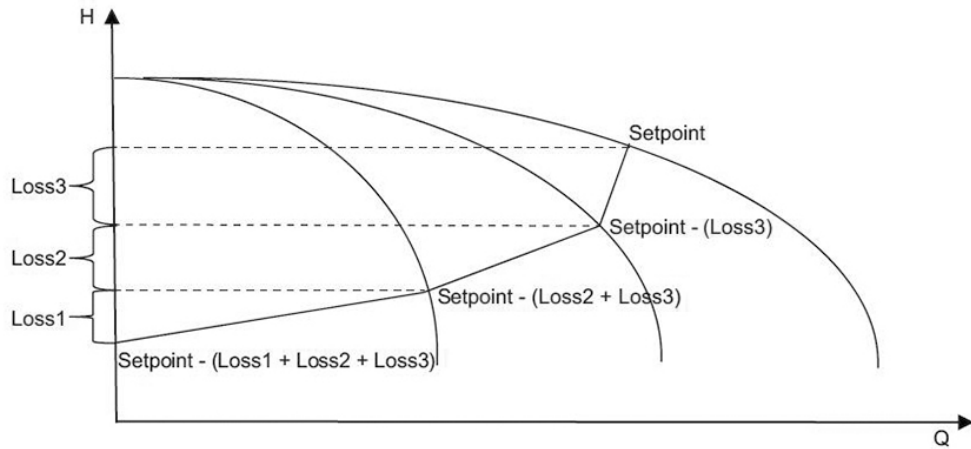 H
Setpoint
Loss3
Setpoint - (Loss3)
Loss2
Setpoint - (Loss2 + Loss3)
Loss1
Setpoint - (Loss1 + Loss2 + Loss3)
Q